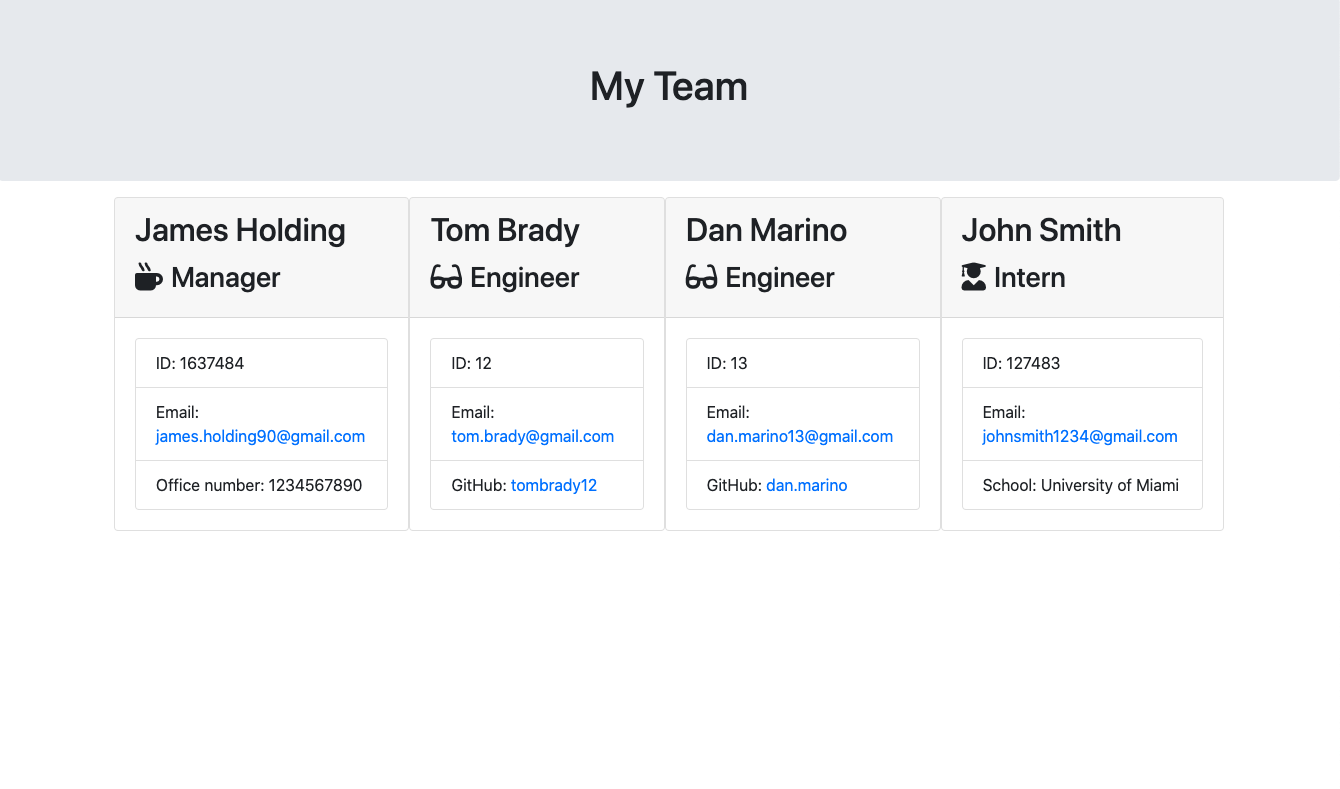 My Team
James Holding
Manager
ID: 1637484
Email:
james.holding90@gmail.com
Office number: 1234567890
Tom Brady
Engineer
ID: 12
Email:
tom.brady@gmail.com
GitHub: tombrady12
Dan Marino
Engineer
ID: 13
Email:
dan.marino13@gmail.com
GitHub: dan.marino
John Smith
Intern
ID: 127483
Email:
johnsmith1234@gmail.com
School: University of Miami